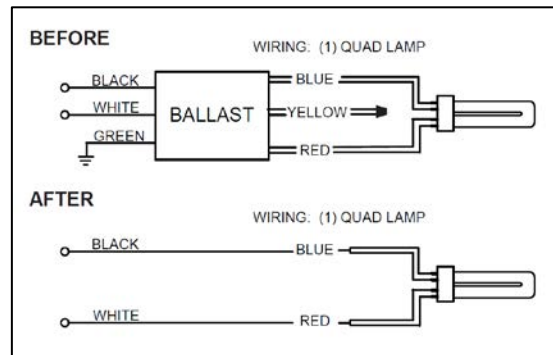 BEFORE
WIRING: (1) QUAD LAMP
BLACK
BLUE
WHITE
BALLAST
YELLOW
GREEN
RED
AFTER
WIRING: (1) QUAD LAMP
BLACK
BLUE
WHITE
RED